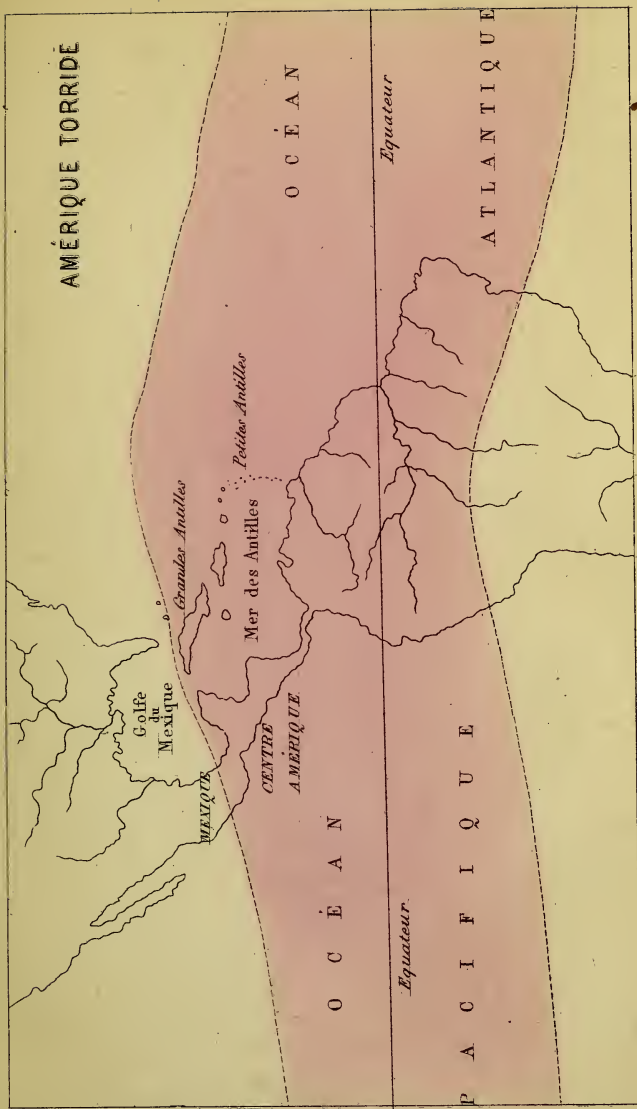 AMÉRIQUE TORRIDE
Golfe
du
Mexique
Grandes Antilles
Petites Antilles
Mer des Antilles
MEXIQUE
CENTRE
AMÉRIQUE
OCÉAN
PACIFIQUE
OCÉAN
ATLANTIQUE
Equateur
Equateur